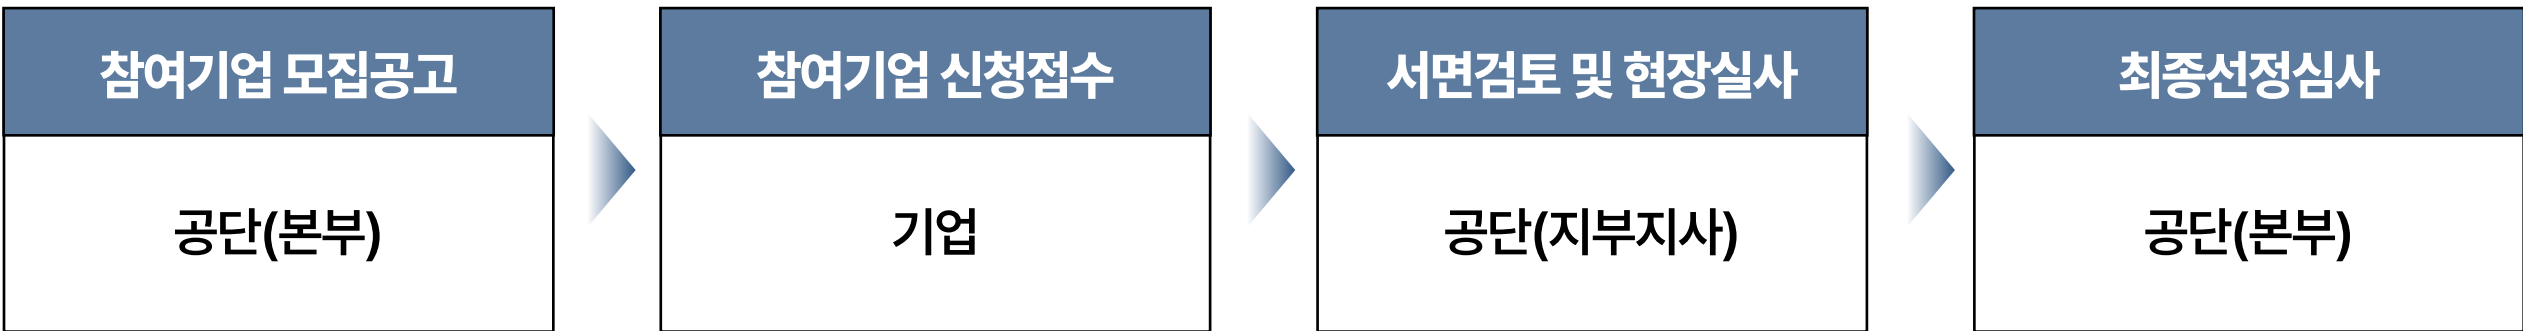 참여기업 모집공고
공단(본부)
참여기업 신청접수
기업
서면검토 및 현장실사
공단(지부지사)
최종선정심사
공단(본부)